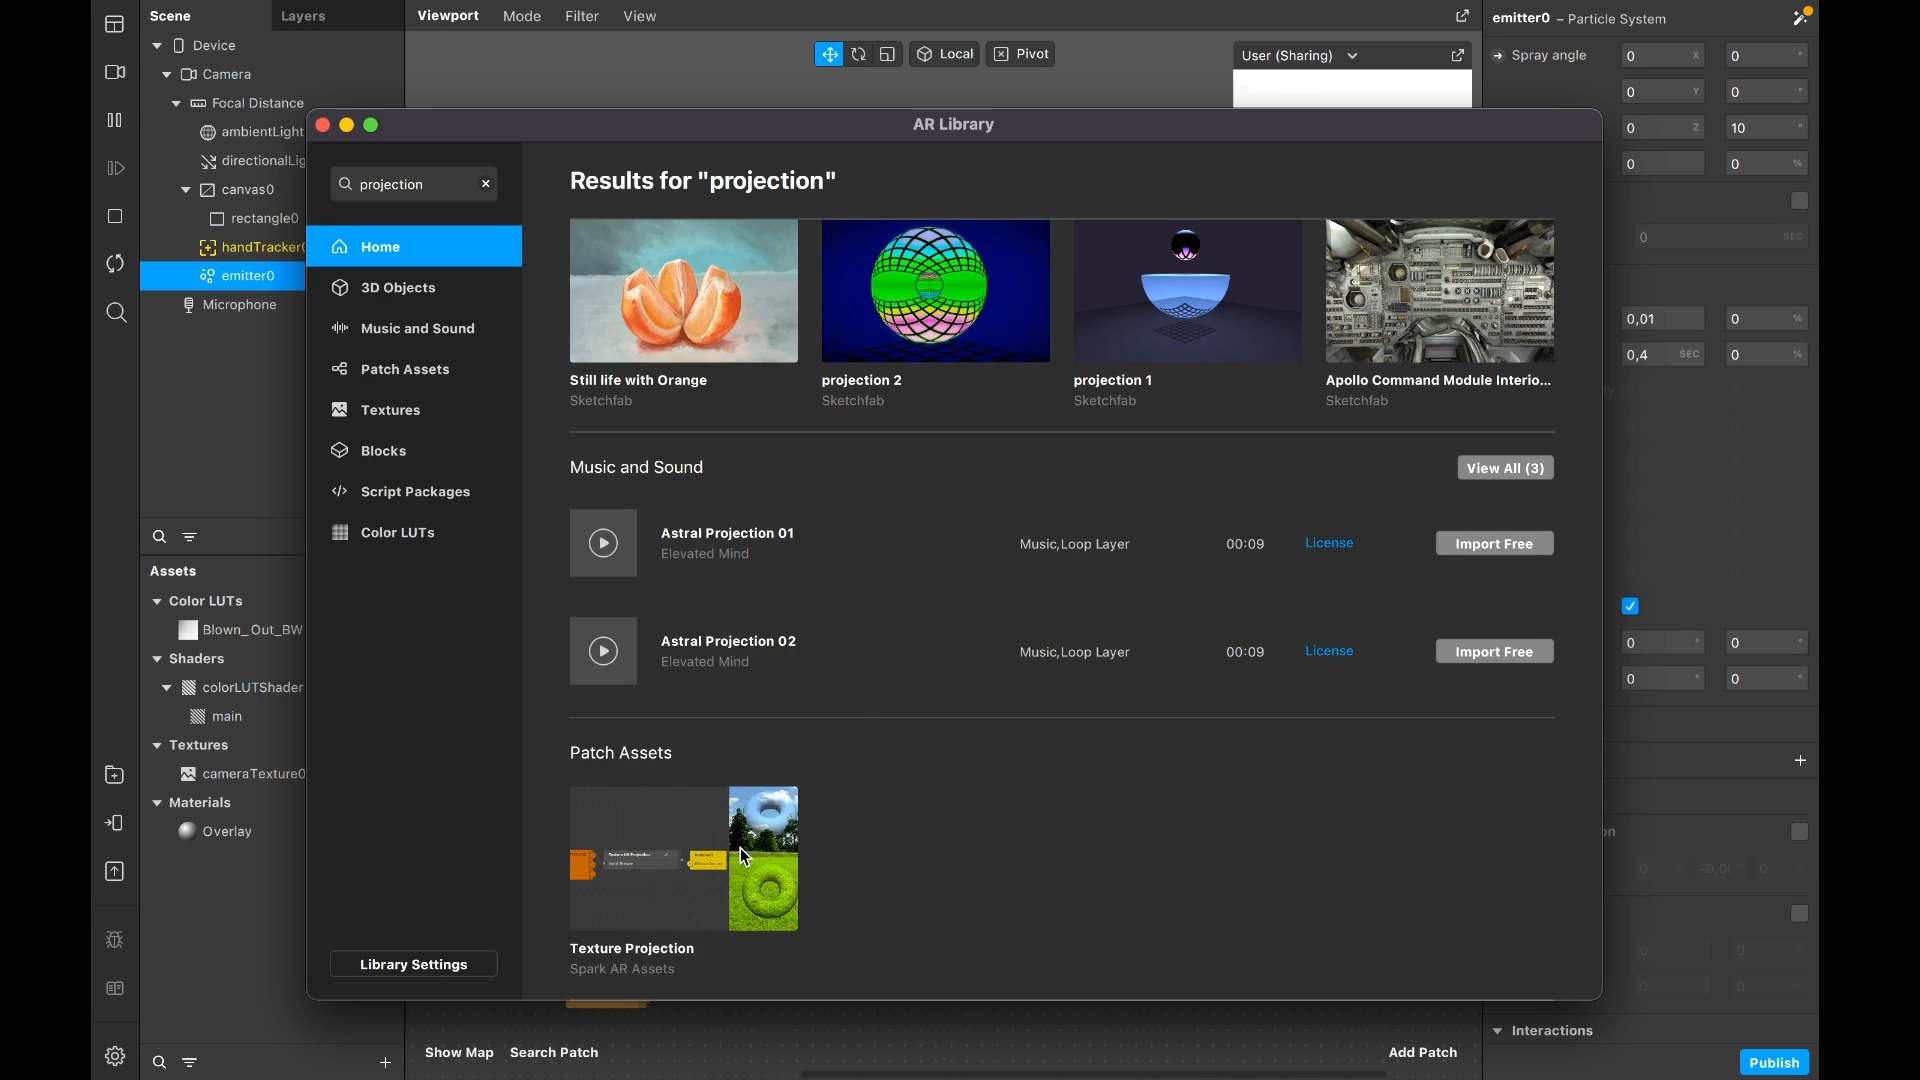 Scene
Layers
Viewport
Mode
Filter
View
emitter0 – Particle System
Device
Camera
Focal Distance
ambientLight
directionalLig
canvas0
rectangle0
handTracker0
emitter0
Microphone
Local
Pivot
User (Sharing)
Spray angle
0 X
0 °
0 Y
0 °
0 Z
10 °
0
0 %
0 SEC
0,01
0 %
0,4 SEC
0 %
0 °
0 °
0 °
0 °
AR Library
projection
Home
3D Objects
Music and Sound
Patch Assets
Textures
Blocks
Script Packages
Color LUTs
Library Settings
Results for "projection"
Still life with Orange
Sketchfab
projection 2
Sketchfab
projection 1
Sketchfab
Apollo Command Module Interio...
Sketchfab
Music and Sound
View All (3)
Astral Projection 01
Elevated Mind
Music,Loop Layer
00:09
License
Import Free
Astral Projection 02
Elevated Mind
Music,Loop Layer
00:09
License
Import Free
Patch Assets
Texture Projection
Spark AR Assets
Assets
Color LUTs
Blown_Out_BW
Shaders
colorLUTShader
main
Textures
cameraTexture0
Materials
Overlay
Show Map
Search Patch
Add Patch
Interactions
Publish